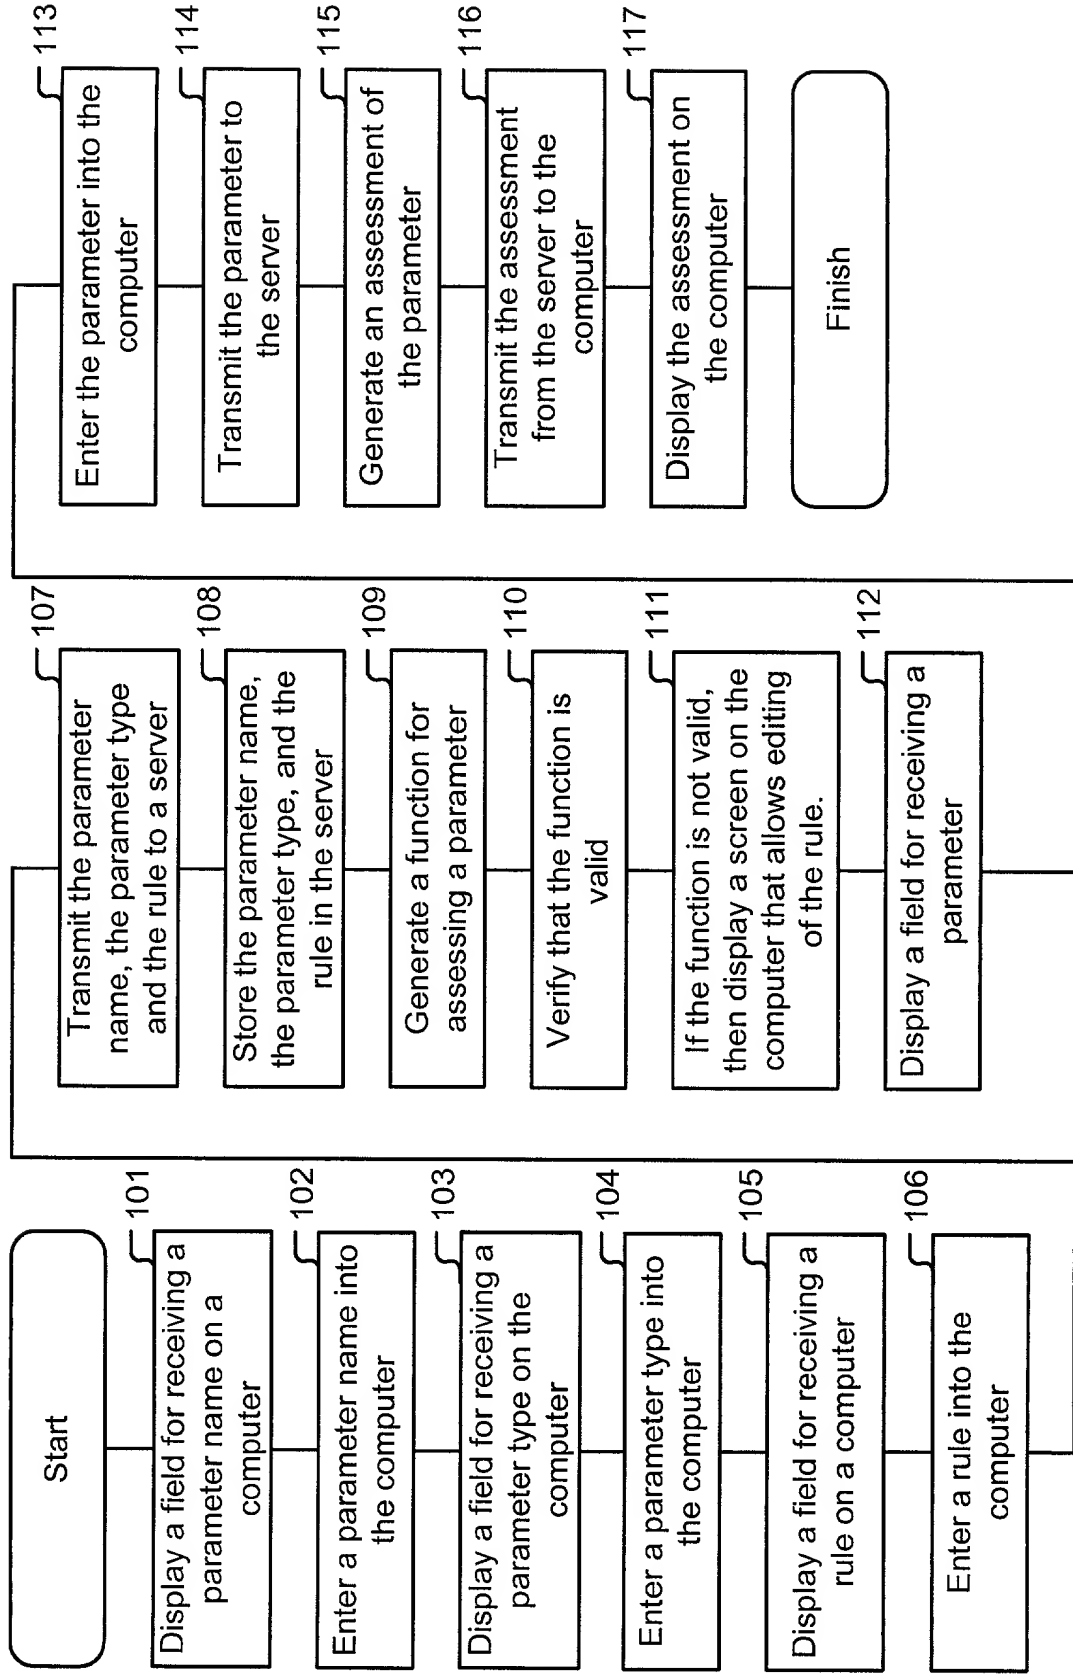 Start
101
Display a field for receiving a
parameter name on a
computer
102
Enter a parameter name into
the computer
103
Display a field for receiving a
parameter type on the
computer
104
Enter a parameter type into
the computer
105
Display a field for receiving a
rule on a computer
106
Enter a rule into the
computer
107
Transmit the parameter
name, the parameter type
and the rule to a server
108
Store the parameter name,
the parameter type, and the
rule in the server
109
Generate a function for
assessing a parameter
110
Verify that the function is
valid
111
If the function is not valid,
then display a screen on the
computer that allows editing
of the rule.
112
Display a field for receiving a
parameter
113
Enter the parameter into the
computer
114
Transmit the parameter to
the server
115
Generate an assessment of
the parameter
116
Transmit the assessment
from the server to the
computer
117
Display the assessment on
the computer
Finish